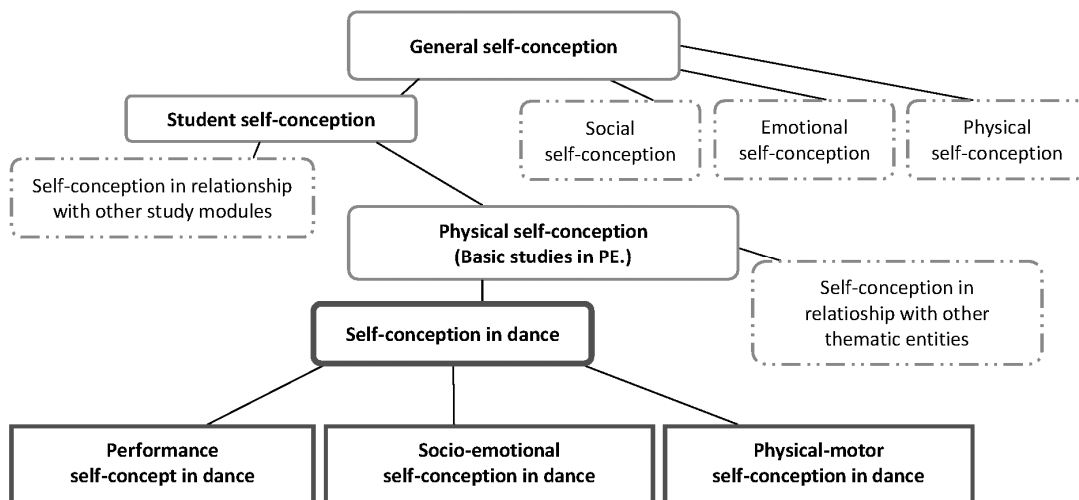 General self-conception
Student self-conception
Social
self-conception
Emotional
self-conception
Physical
self-conception
Self-conception in relationship
with other study modules
Physical self-conception
(Basic studies in PE.)
Self-conception in
relatioship with other
thematic entities
Self-conception in dance
Performance
self-concept in dance
Socio-emotional
self-conception in dance
Physical-motor
self-conception in dance